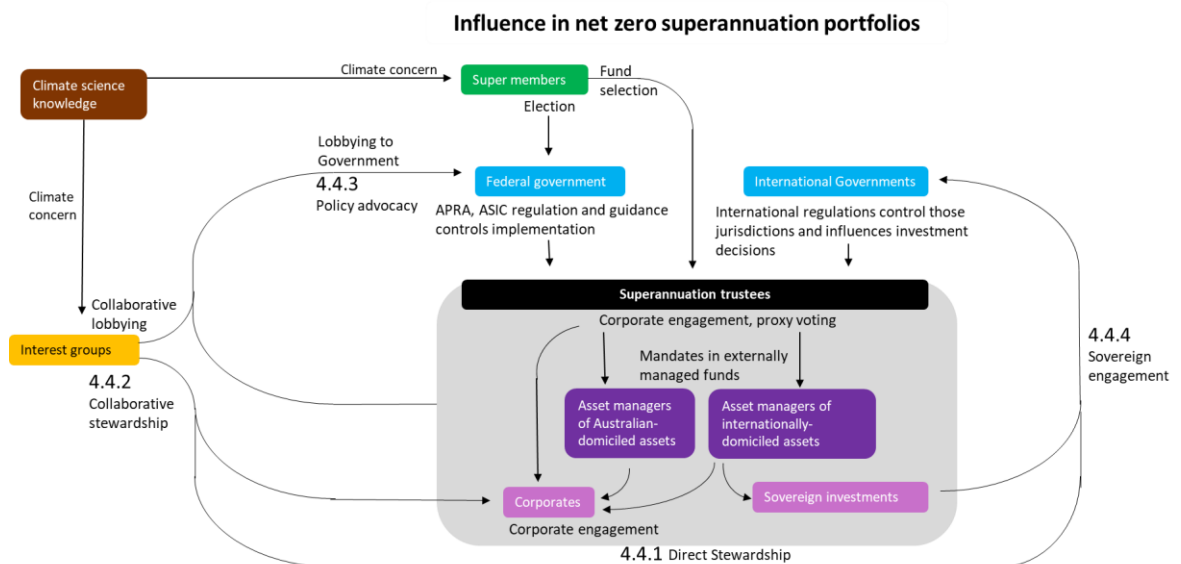 Influence in net zero superannuation portfolios
Climate science
knowledge
Climate concern
Super members
Fund
selection
Election
Lobbying to
Government
4.4.3
Policy advocacy
Federal government
International Governments
Climate
concern
APRA, ASIC regulation and guidance
controls implementation
International regulations control those
jurisdictions and influences investment
decisions
Collaborative
lobbying
Interest groups
4.4.2
Collaborative
stewardship
Superannuation trustees
Corporate engagement, proxy voting
Mandates in externally
managed funds
Asset managers
of Australian-
domiciled assets
Asset managers of
internationally-
domiciled assets
4.4.4
Sovereign
engagement
Corporates
Sovereign investments
Corporate engagement
4.4.1 Direct Stewardship